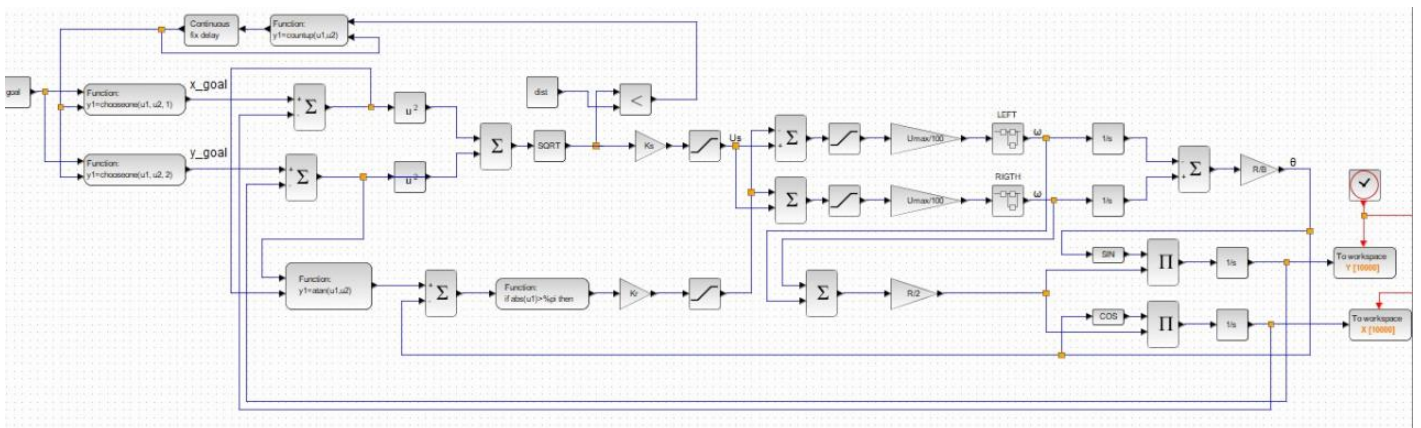 Continuous
fix delay
Function:
y1=countup(u1,u2)
goal
Function:
y1=chooseone(u1, u2, 1)
x_goal
Function:
y1=chooseone(u1, u2, 2)
y_goal
+
-
Σ
+
-
Σ
u²
u²
Σ
SQRT
dist
<
Ks
Us
-
+
Σ
Σ
Umax/100
Umax/100
LEFT
ω
RIGTH
ω
1/s
1/s
-
+
Σ
R/B
θ
Function:
y1=atan(u1,u2)
+
-
Σ
Function:
if abs(u1)>%pi then
Kr
Σ
R/2
SIN
COS
Π
Π
1/s
1/s
To workspace
Y [10000]
To workspace
X [10000]